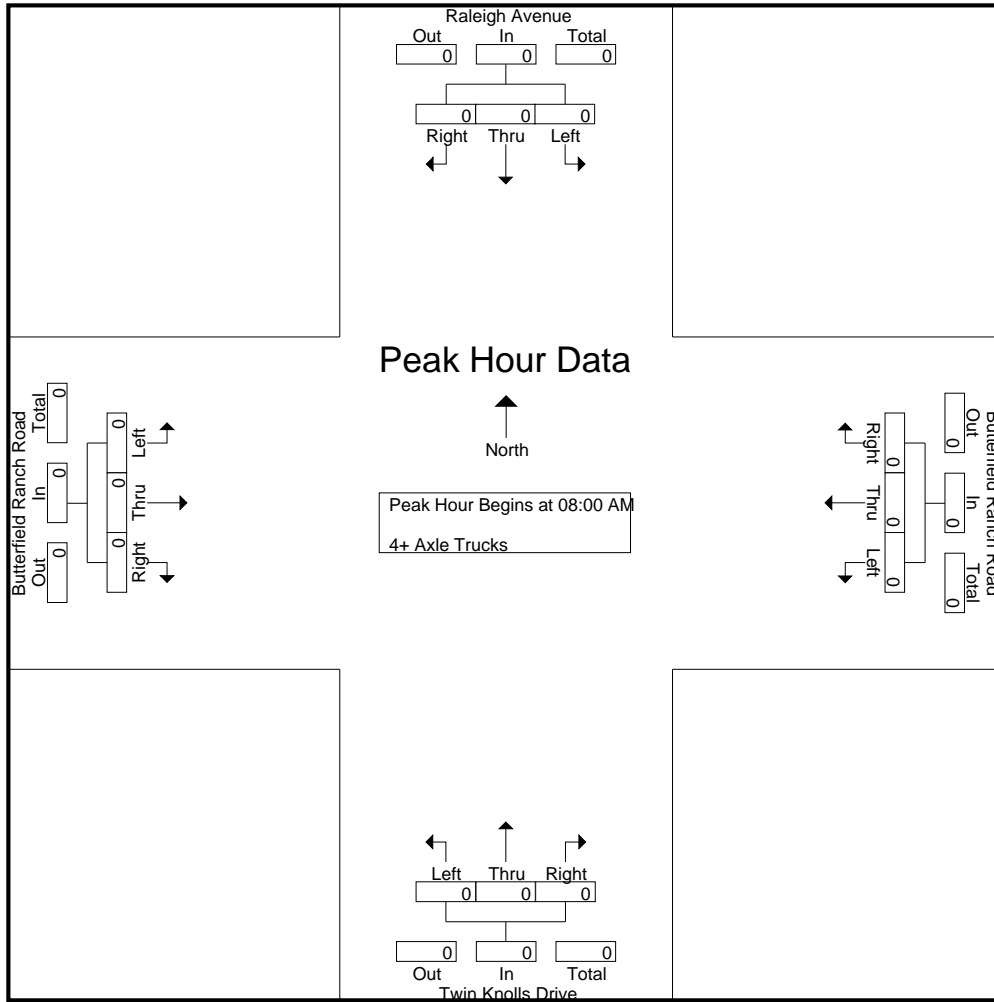 Raleigh Avenue
Out In Total
0 0 0
0 0 0
Right Thru Left
Peak Hour Data
North
Peak Hour Begins at 08:00 AM
4+ Axle Trucks
Butterfield Ranch Road
Total In Out
0 0 0
0 0 0
Left Thru Right
Right Thru Left
0 0 0
0 0 0
Out In Total
Butterfield Ranch Road
Left Thru Right
0 0 0
0 0 0
Out In Total
Twin Knolls Drive